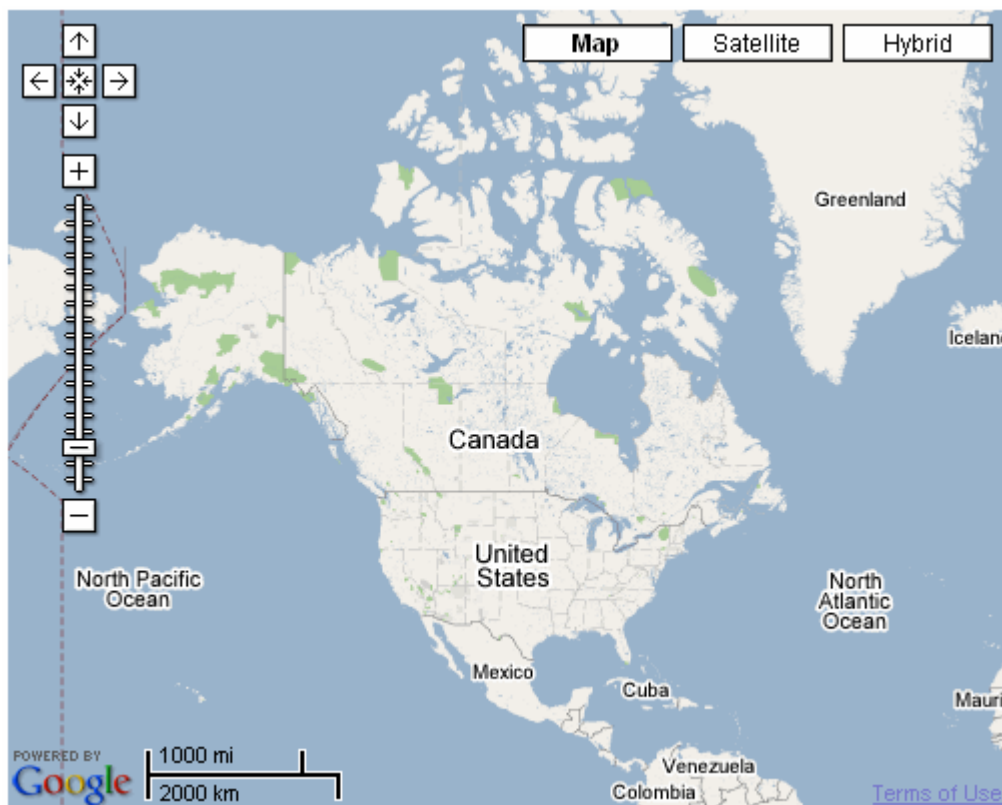 Map
Satellite
Hybrid
Greenland
Icelan
Canada
United
States
North Pacific
Ocean
North
Atlantic
Ocean
Mexico
Cuba
Mauri
Venezuela
Colombia
POWERED BY
Google
1000 mi
2000 km
Terms of Use